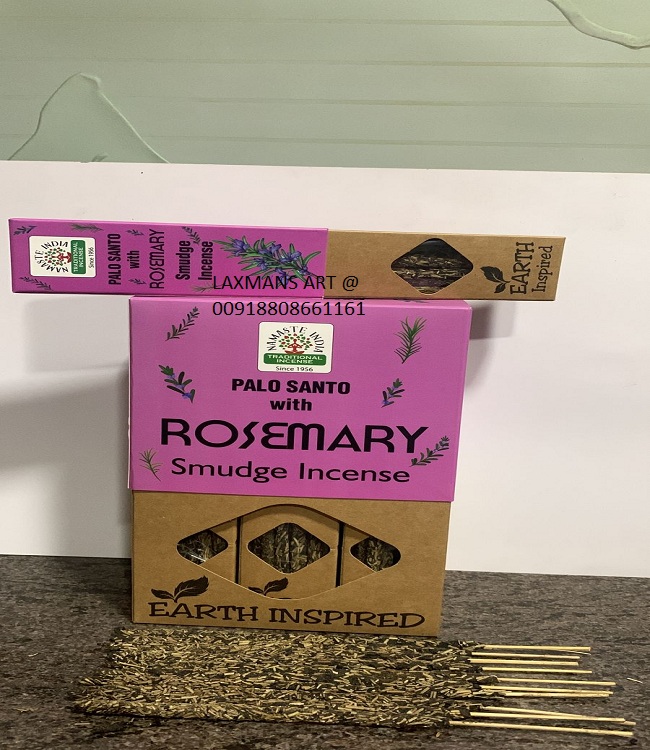 NAMASTE INDIA
TRADITIONAL
INCENSE
Since 1956
PALO SANTO
with
ROSEMARY
Smudge
Incense
EARTH
Inspired
LAXMANS ART @
00918808661161
NAMASTE INDIA
TRADITIONAL
INCENSE
Since 1956
PALO SANTO
with
ROSEMARY
Smudge Incense
EARTH INSPIRED